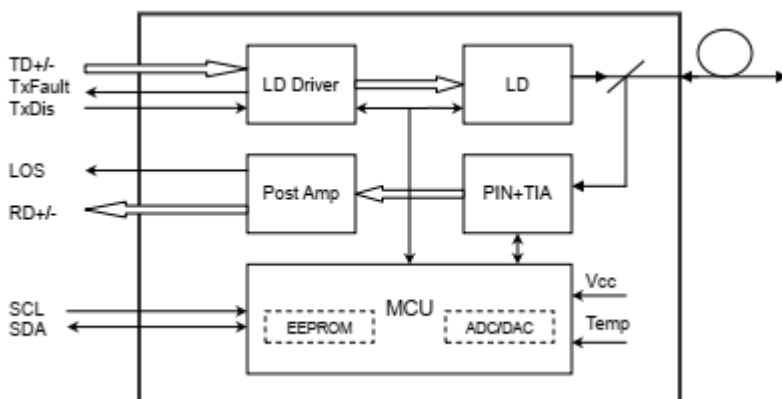 TD+/-
TxFault
TxDis
LD Driver
LD
LOS
RD+/-
Post Amp
PIN+TIA
SCL
SDA
MCU
EEPROM
ADC/DAC
Vcc
Temp